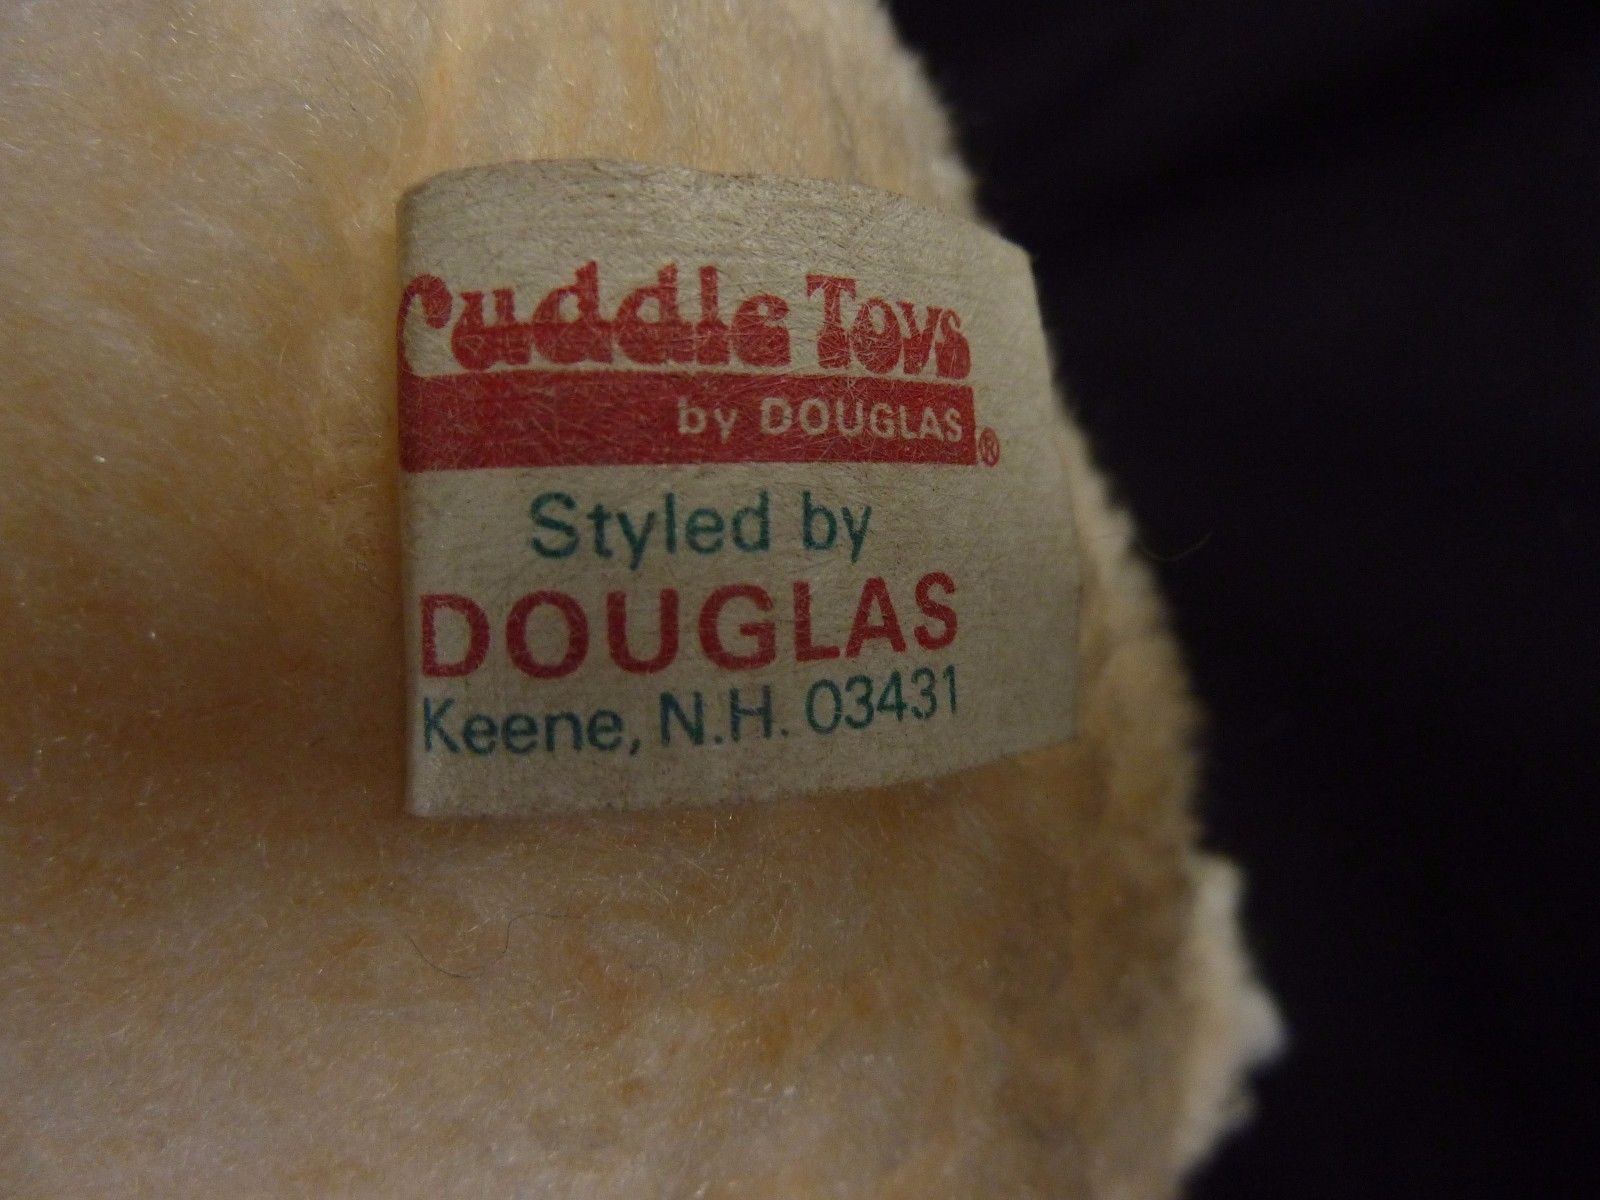 Cuddle Toys
by DOUGLAS ®
Styled by
DOUGLAS
Keene, N.H. 03431